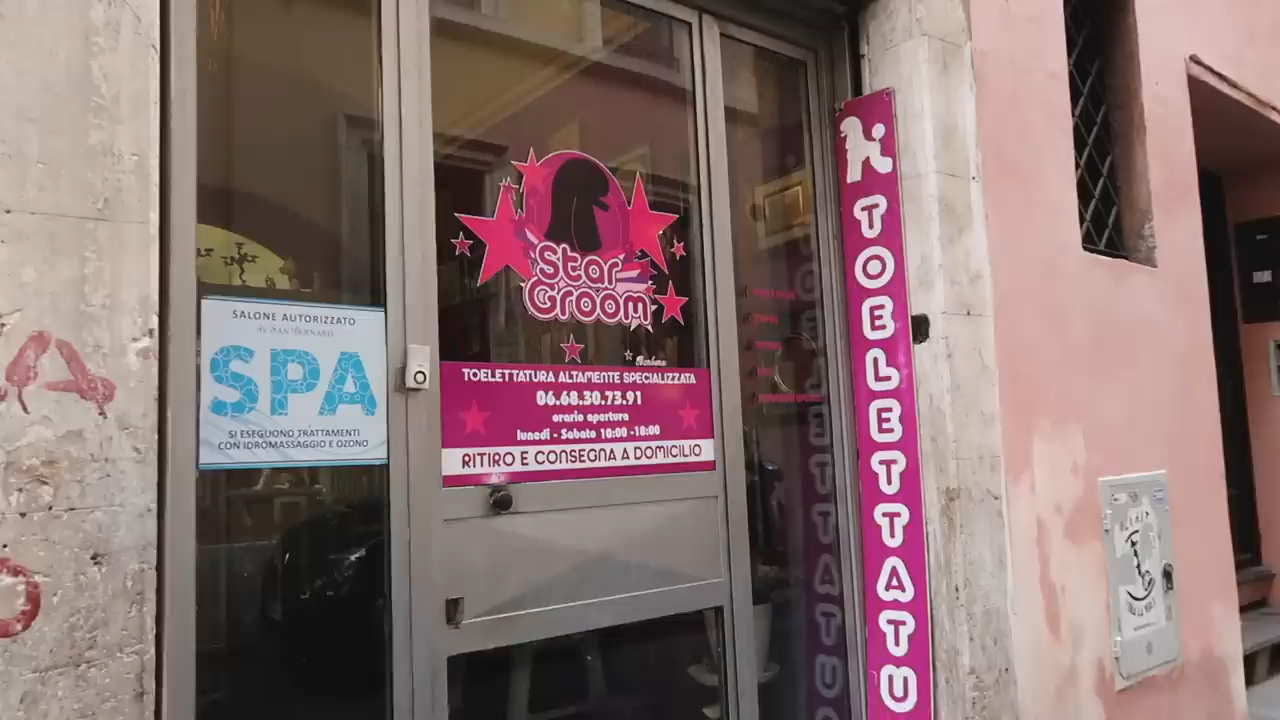 SALONE AUTORIZZATO
SPA
SI ESEGUONO TRATTAMENTI
CON IDROMASSAGGIO E OZONO
Star
Groom
TOELETTATURA ALTAMENTE SPECIALIZZATA
06.68.30.73.91
orario apertura
lunedì - Sabato 10:00 -18:00
RITIRO E CONSEGNA A DOMICILIO
TOELETTATU